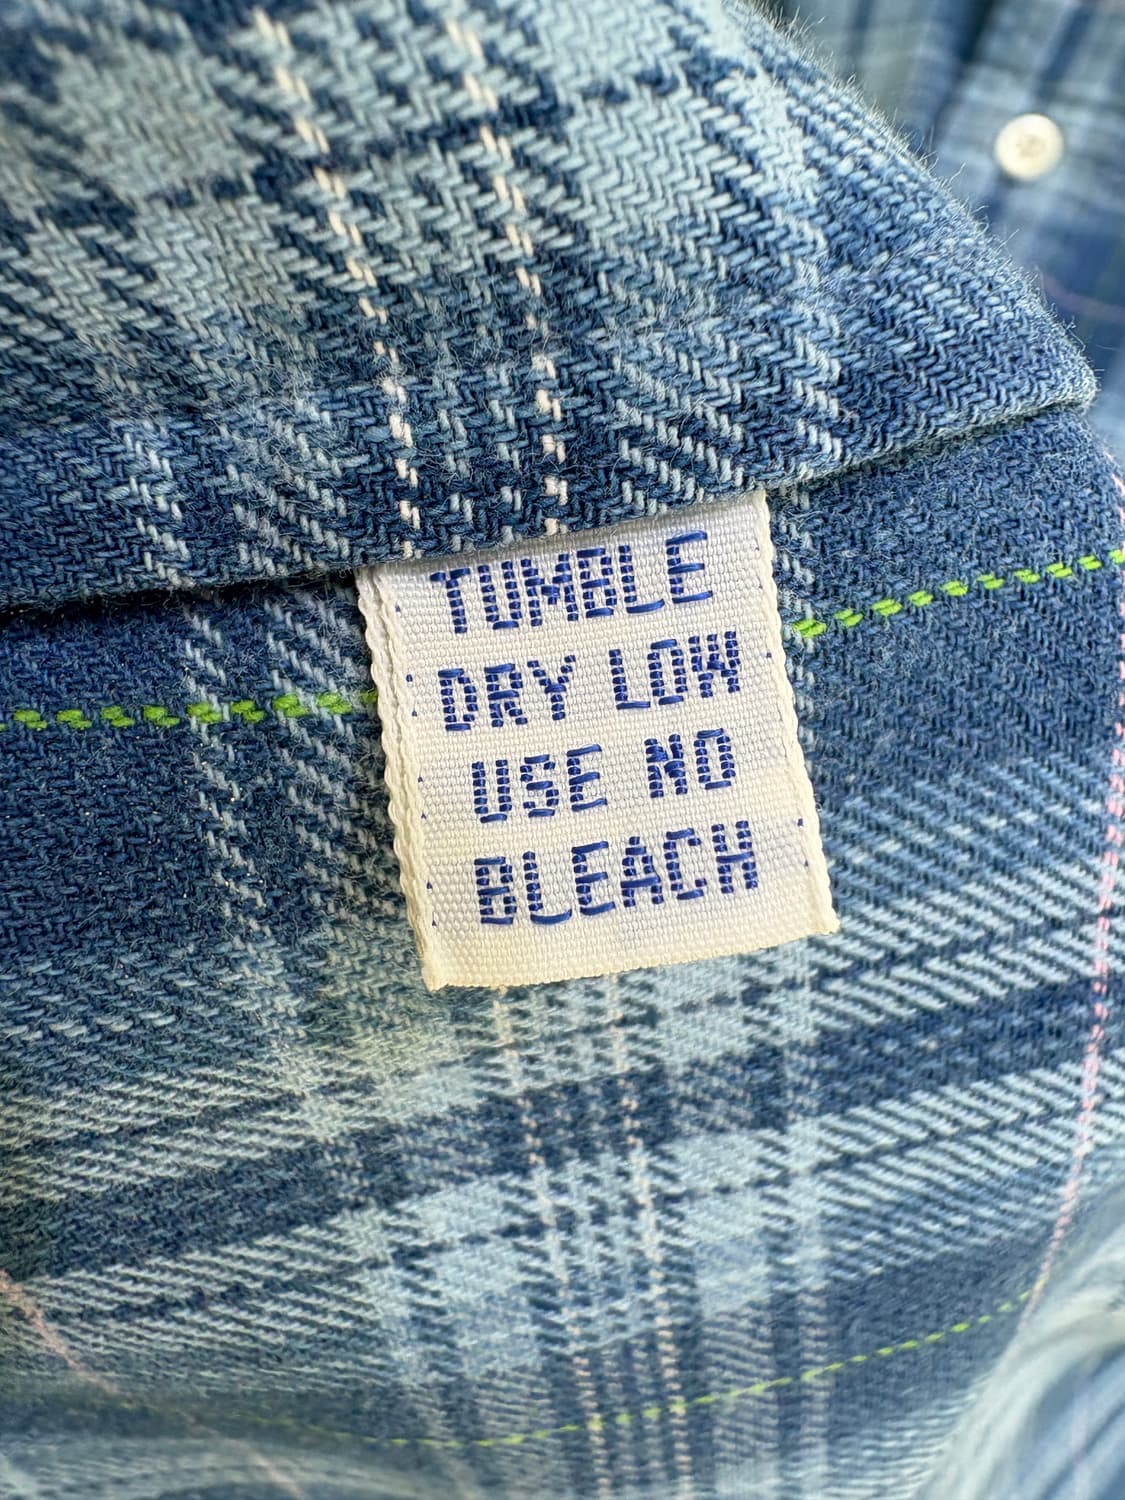 TUMBLE
DRY LOW
USE NO
BLEACH